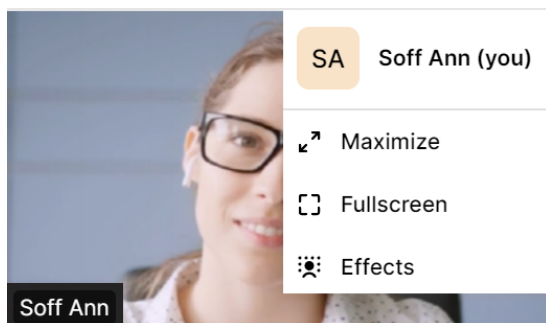 SA
Soff Ann (you)
Maximize
Fullscreen
Effects
Soff Ann